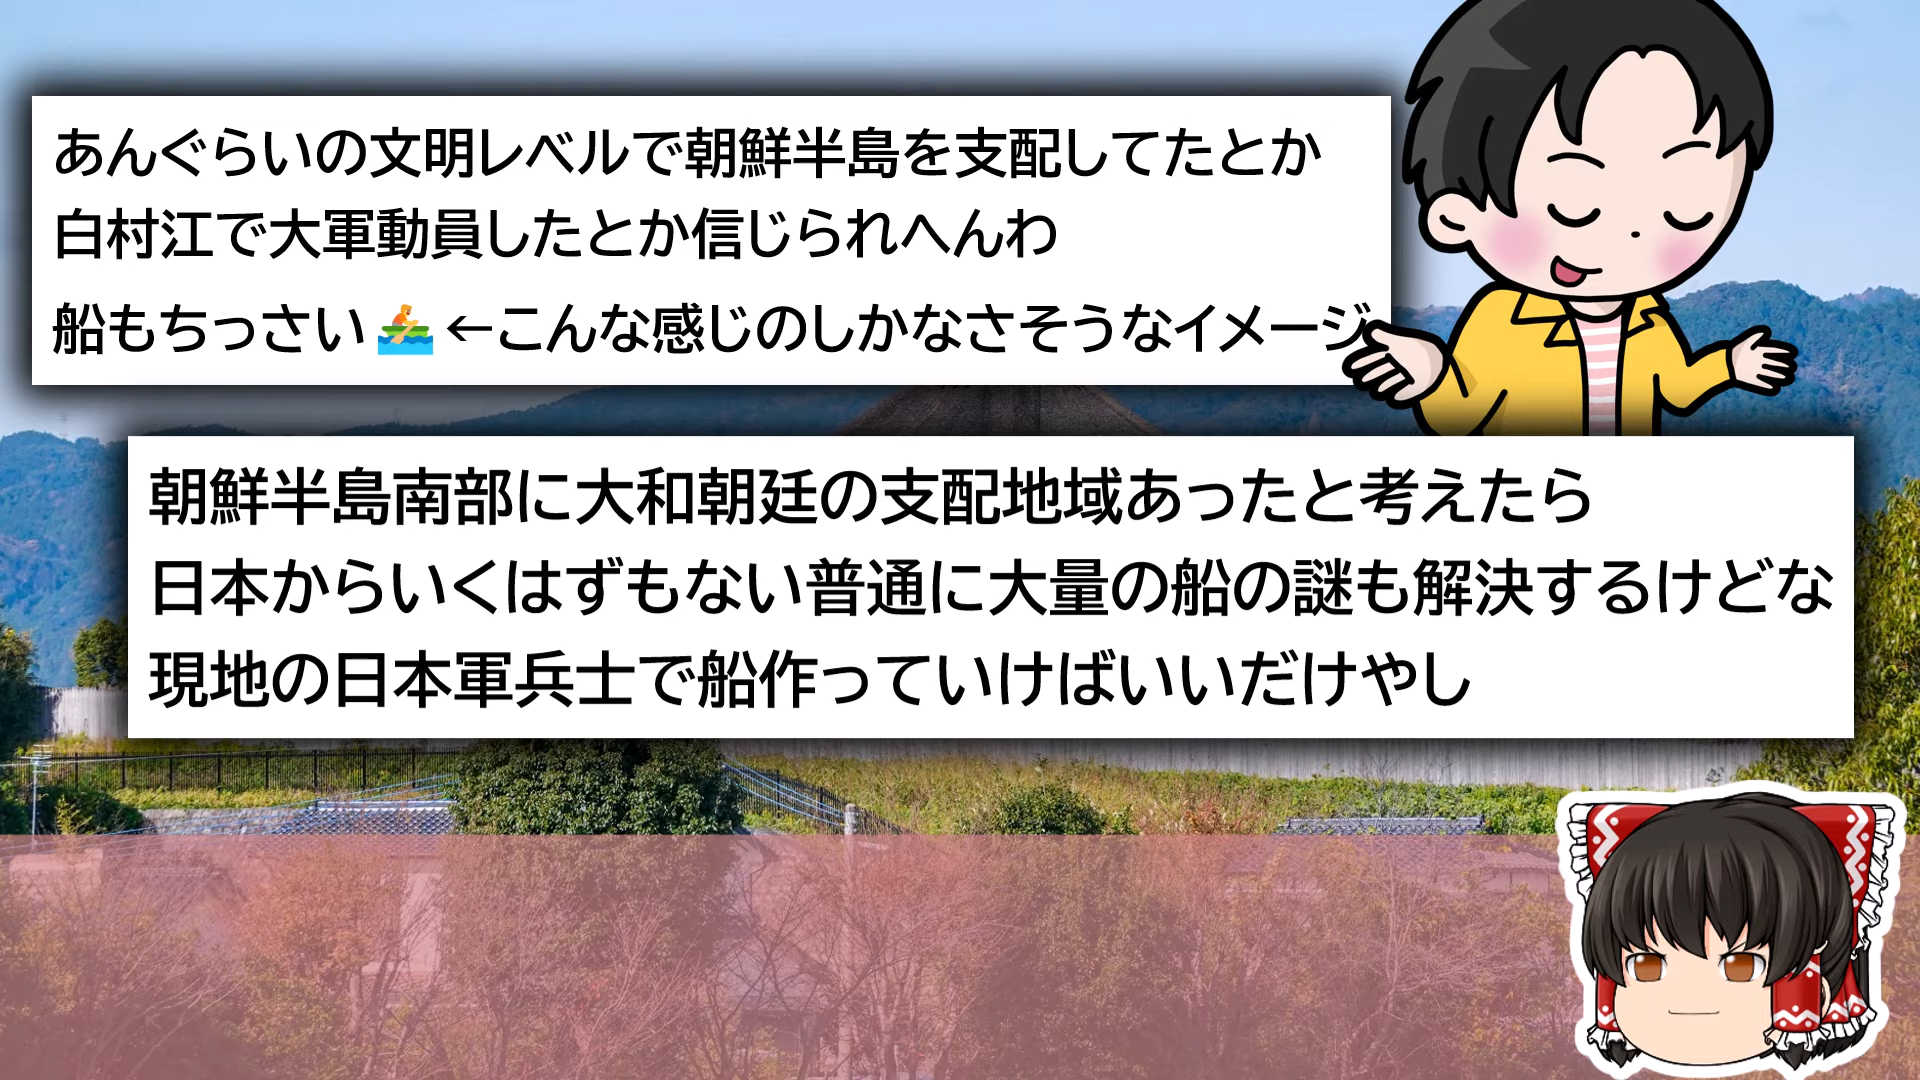 あんぐらいの文明レベルで朝鮮半島を支配してたとか
白村江で大軍動員したとか信じられへんわ
船もちっさい🚣←こんな感じのしかなさそうなイメージ
朝鮮半島南部に大和朝廷の支配地域あったと考えたら
日本からいくはずもない普通に大量の船の謎も解決するけどな
現地の日本軍兵士で船作っていけばいいだけやし